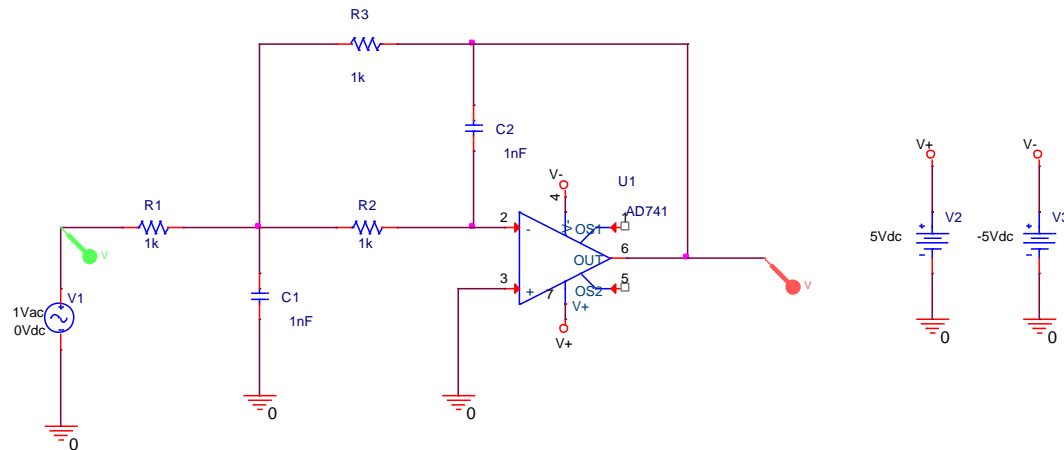 R3
1k
C2
1nF
V-
4
U1
1
AD741
V-
OS1
R1
1k
R2
1k
2
-
OUT
6
V
3
+
7
OS2
5
V+
V+
C1
1nF
V1
1Vac
0Vdc
+
-
V
0
0
0
V+
V2
5Vdc
+
-
0
V-
V3
-5Vdc
+
-
0